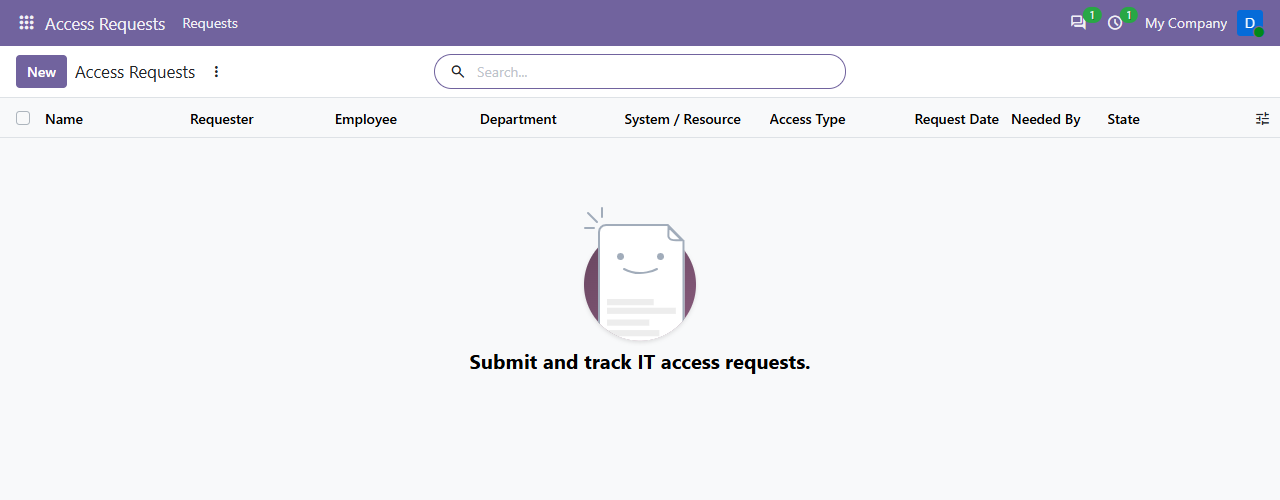 Access Requests Requests 1 1 My Company D
New Access Requests Search...
Name Requester Employee Department System / Resource Access Type Request Date Needed By State
Submit and track IT access requests.